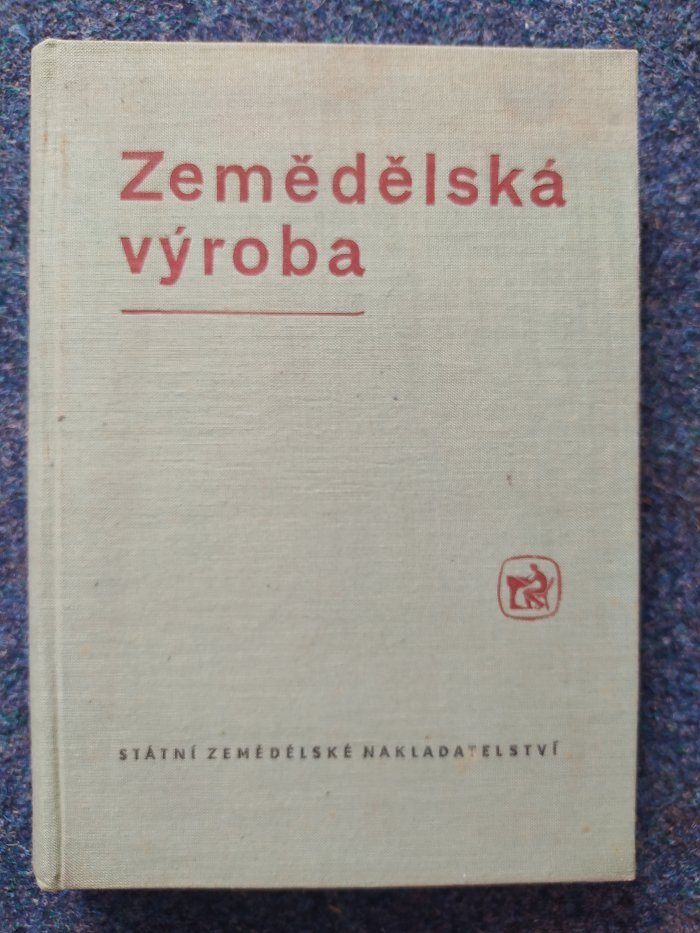 Zemědělská
výroba
STÁTNÍ ZEMĚDĚLSKÉ NAKLADATELSTVÍ